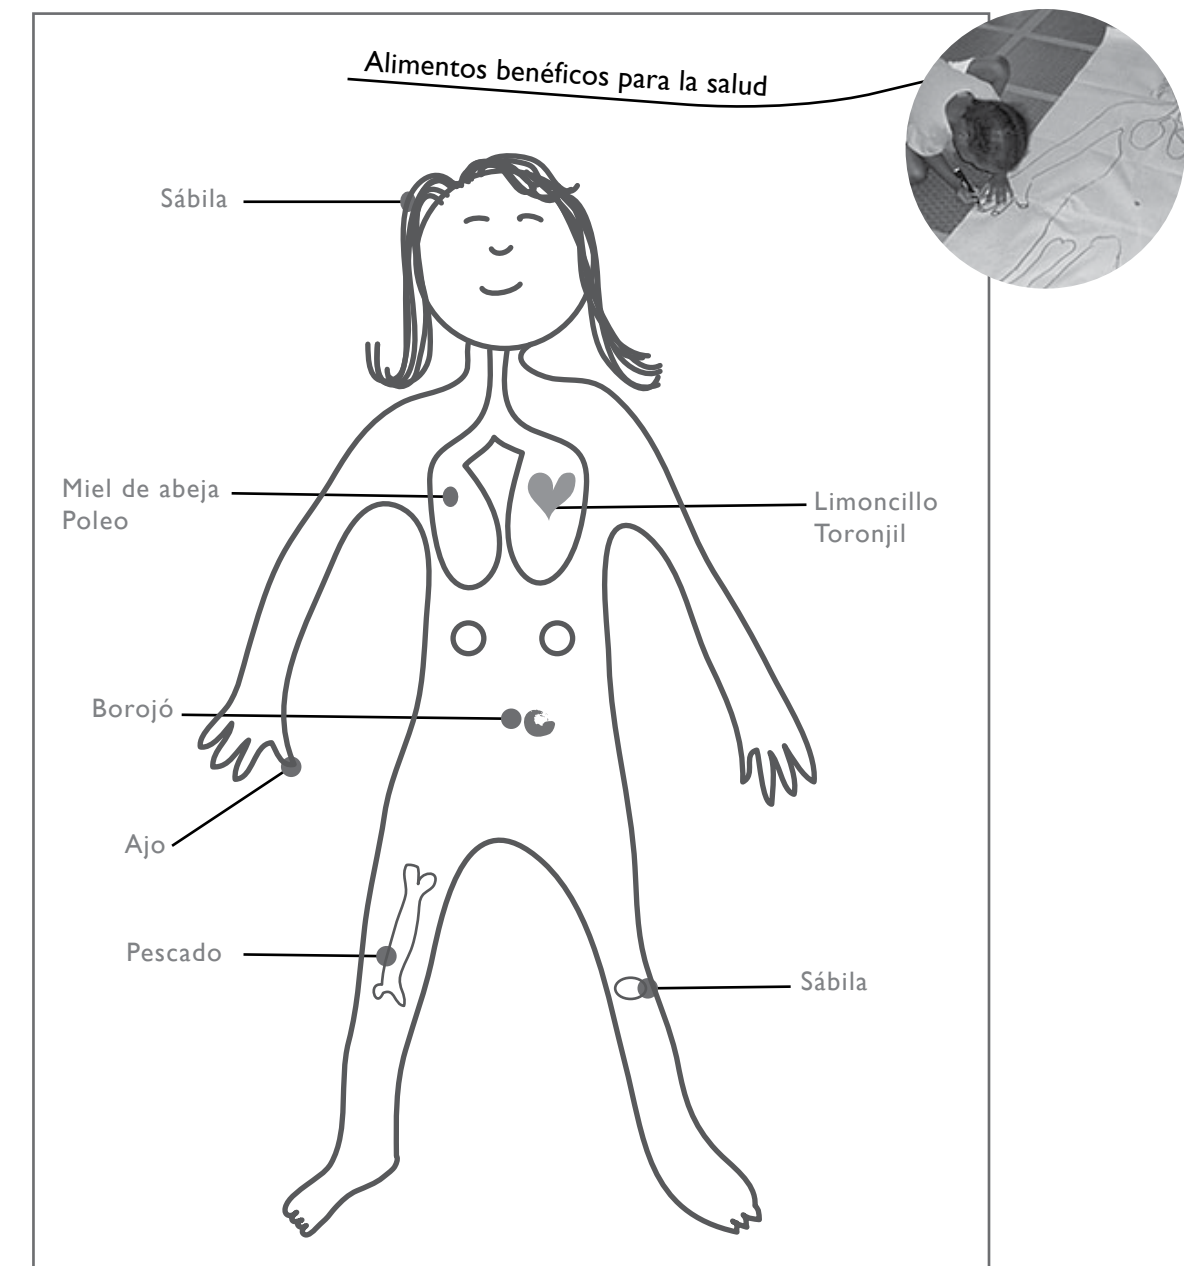 Alimentos benéficos para la salud
Sábila
Miel de abeja
Poleo
Limoncillo
Toronjil
Borojó
Ajo
Pescado
Sábila